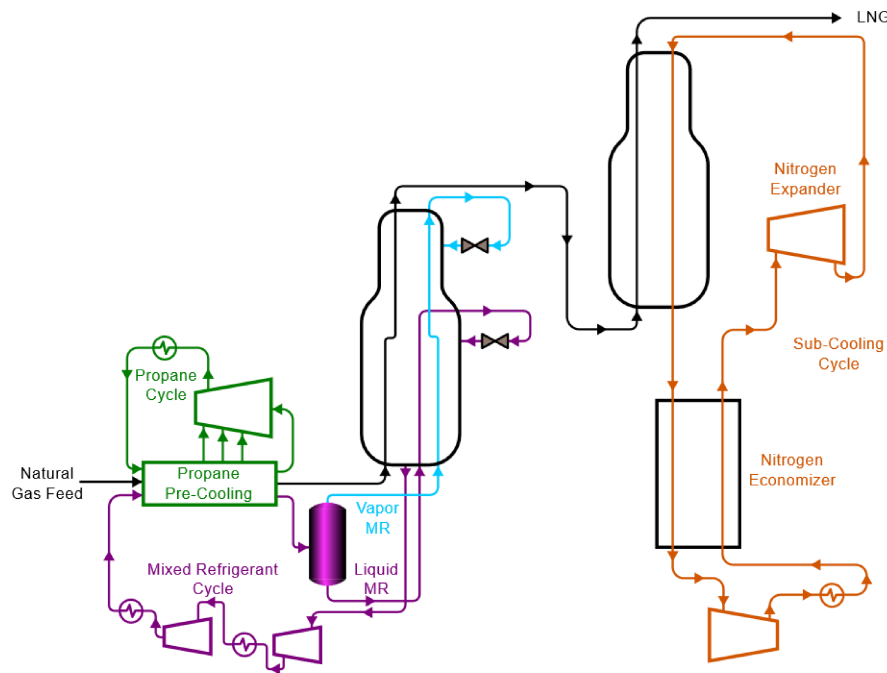 LNG
Nitrogen
Expander
Sub-Cooling
Cycle
Propane
Cycle
Natural
Gas Feed
Propane
Pre-Cooling
Nitrogen
Economizer
Vapor
MR
Mixed Refrigerant
Cycle
Liquid
MR